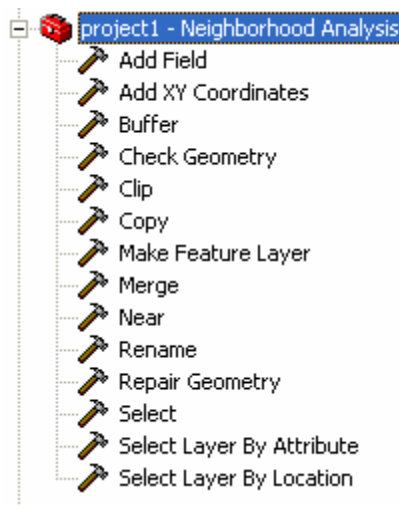 project1 - Neighborhood Analysis
Add Field
Add XY Coordinates
Buffer
Check Geometry
Clip
Copy
Make Feature Layer
Merge
Near
Rename
Repair Geometry
Select
Select Layer By Attribute
Select Layer By Location